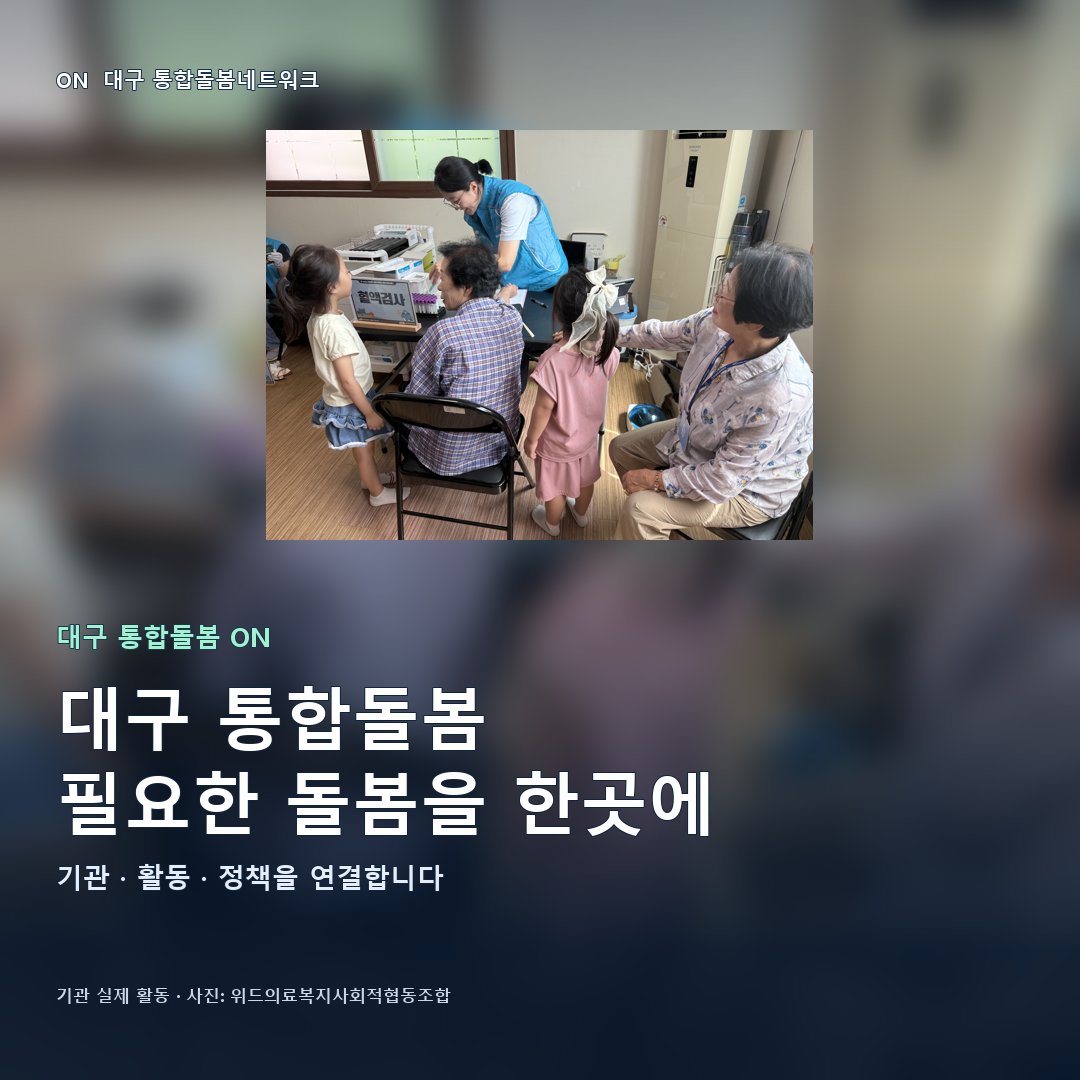 ON 대구 통합돌봄네트워크
혈액검사
대구 통합돌봄 ON
대구 통합돌봄
필요한 돌봄을 한곳에
기관 · 활동 · 정책을 연결합니다
기관 실제 활동 · 사진: 위드의료복지사회적협동조합